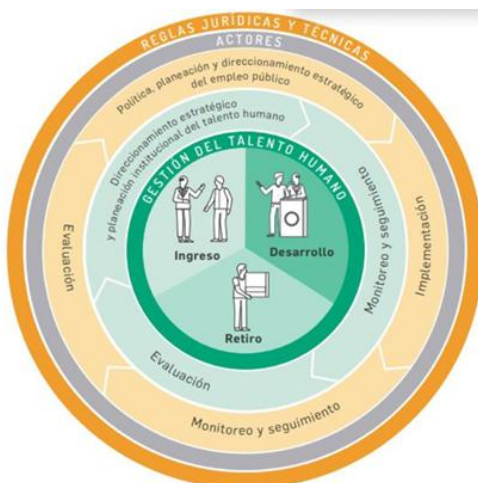 REGLAS JURÍDICAS Y TÉCNICAS
ACTORES
Política, planeación y direccionamiento estratégico
del empleo público
Implementación
Monitoreo y seguimiento
Evaluación
Direccionamiento estratégico
y planeación institucional del talento humano
Monitoreo y seguimiento
Evaluación
GESTIÓN DEL TALENTO HUMANO
Ingreso
Desarrollo
Retiro